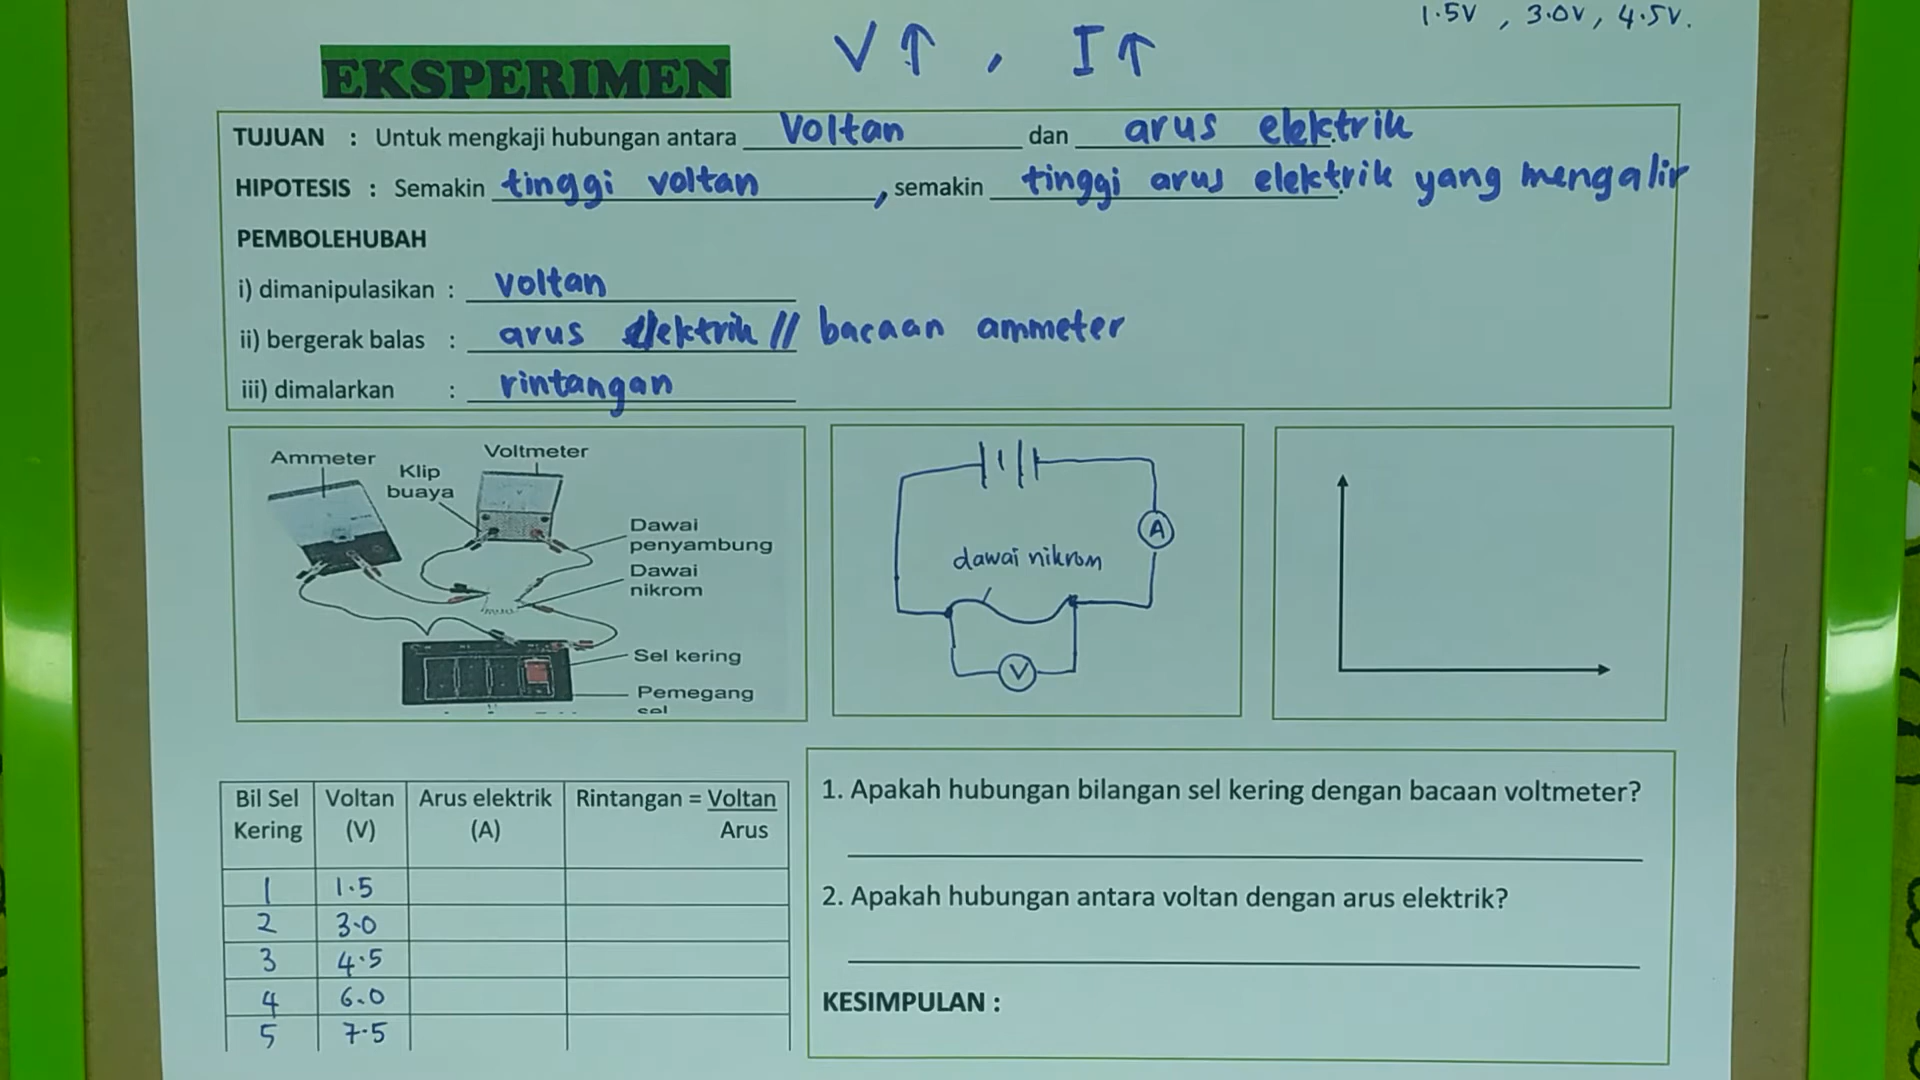 1.5V , 3.0V, 4.5V.
V↑ , I↑
EKSPERIMEN
TUJUAN : Untuk mengkaji hubungan antara Voltan dan arus elektrik
HIPOTESIS : Semakin tinggi voltan , semakin tinggi arus elektrik yang mengalir
PEMBOLEHUBAH
i) dimanipulasikan : voltan
ii) bergerak balas : arus elektrik // bacaan ammeter
iii) dimalarkan : rintangan
Ammeter
Klip
buaya
Voltmeter
Dawai
penyambung
Dawai
nikrom
Sel kering
Pemegang
sel
A
dawai nikrom
V
Bil Sel Kering Voltan (V) Arus elektrik (A) Rintangan = Voltan Arus
1 1.5
2 3.0
3 4.5
4 6.0
5 7.5
1. Apakah hubungan bilangan sel kering dengan bacaan voltmeter?
2. Apakah hubungan antara voltan dengan arus elektrik?
KESIMPULAN :